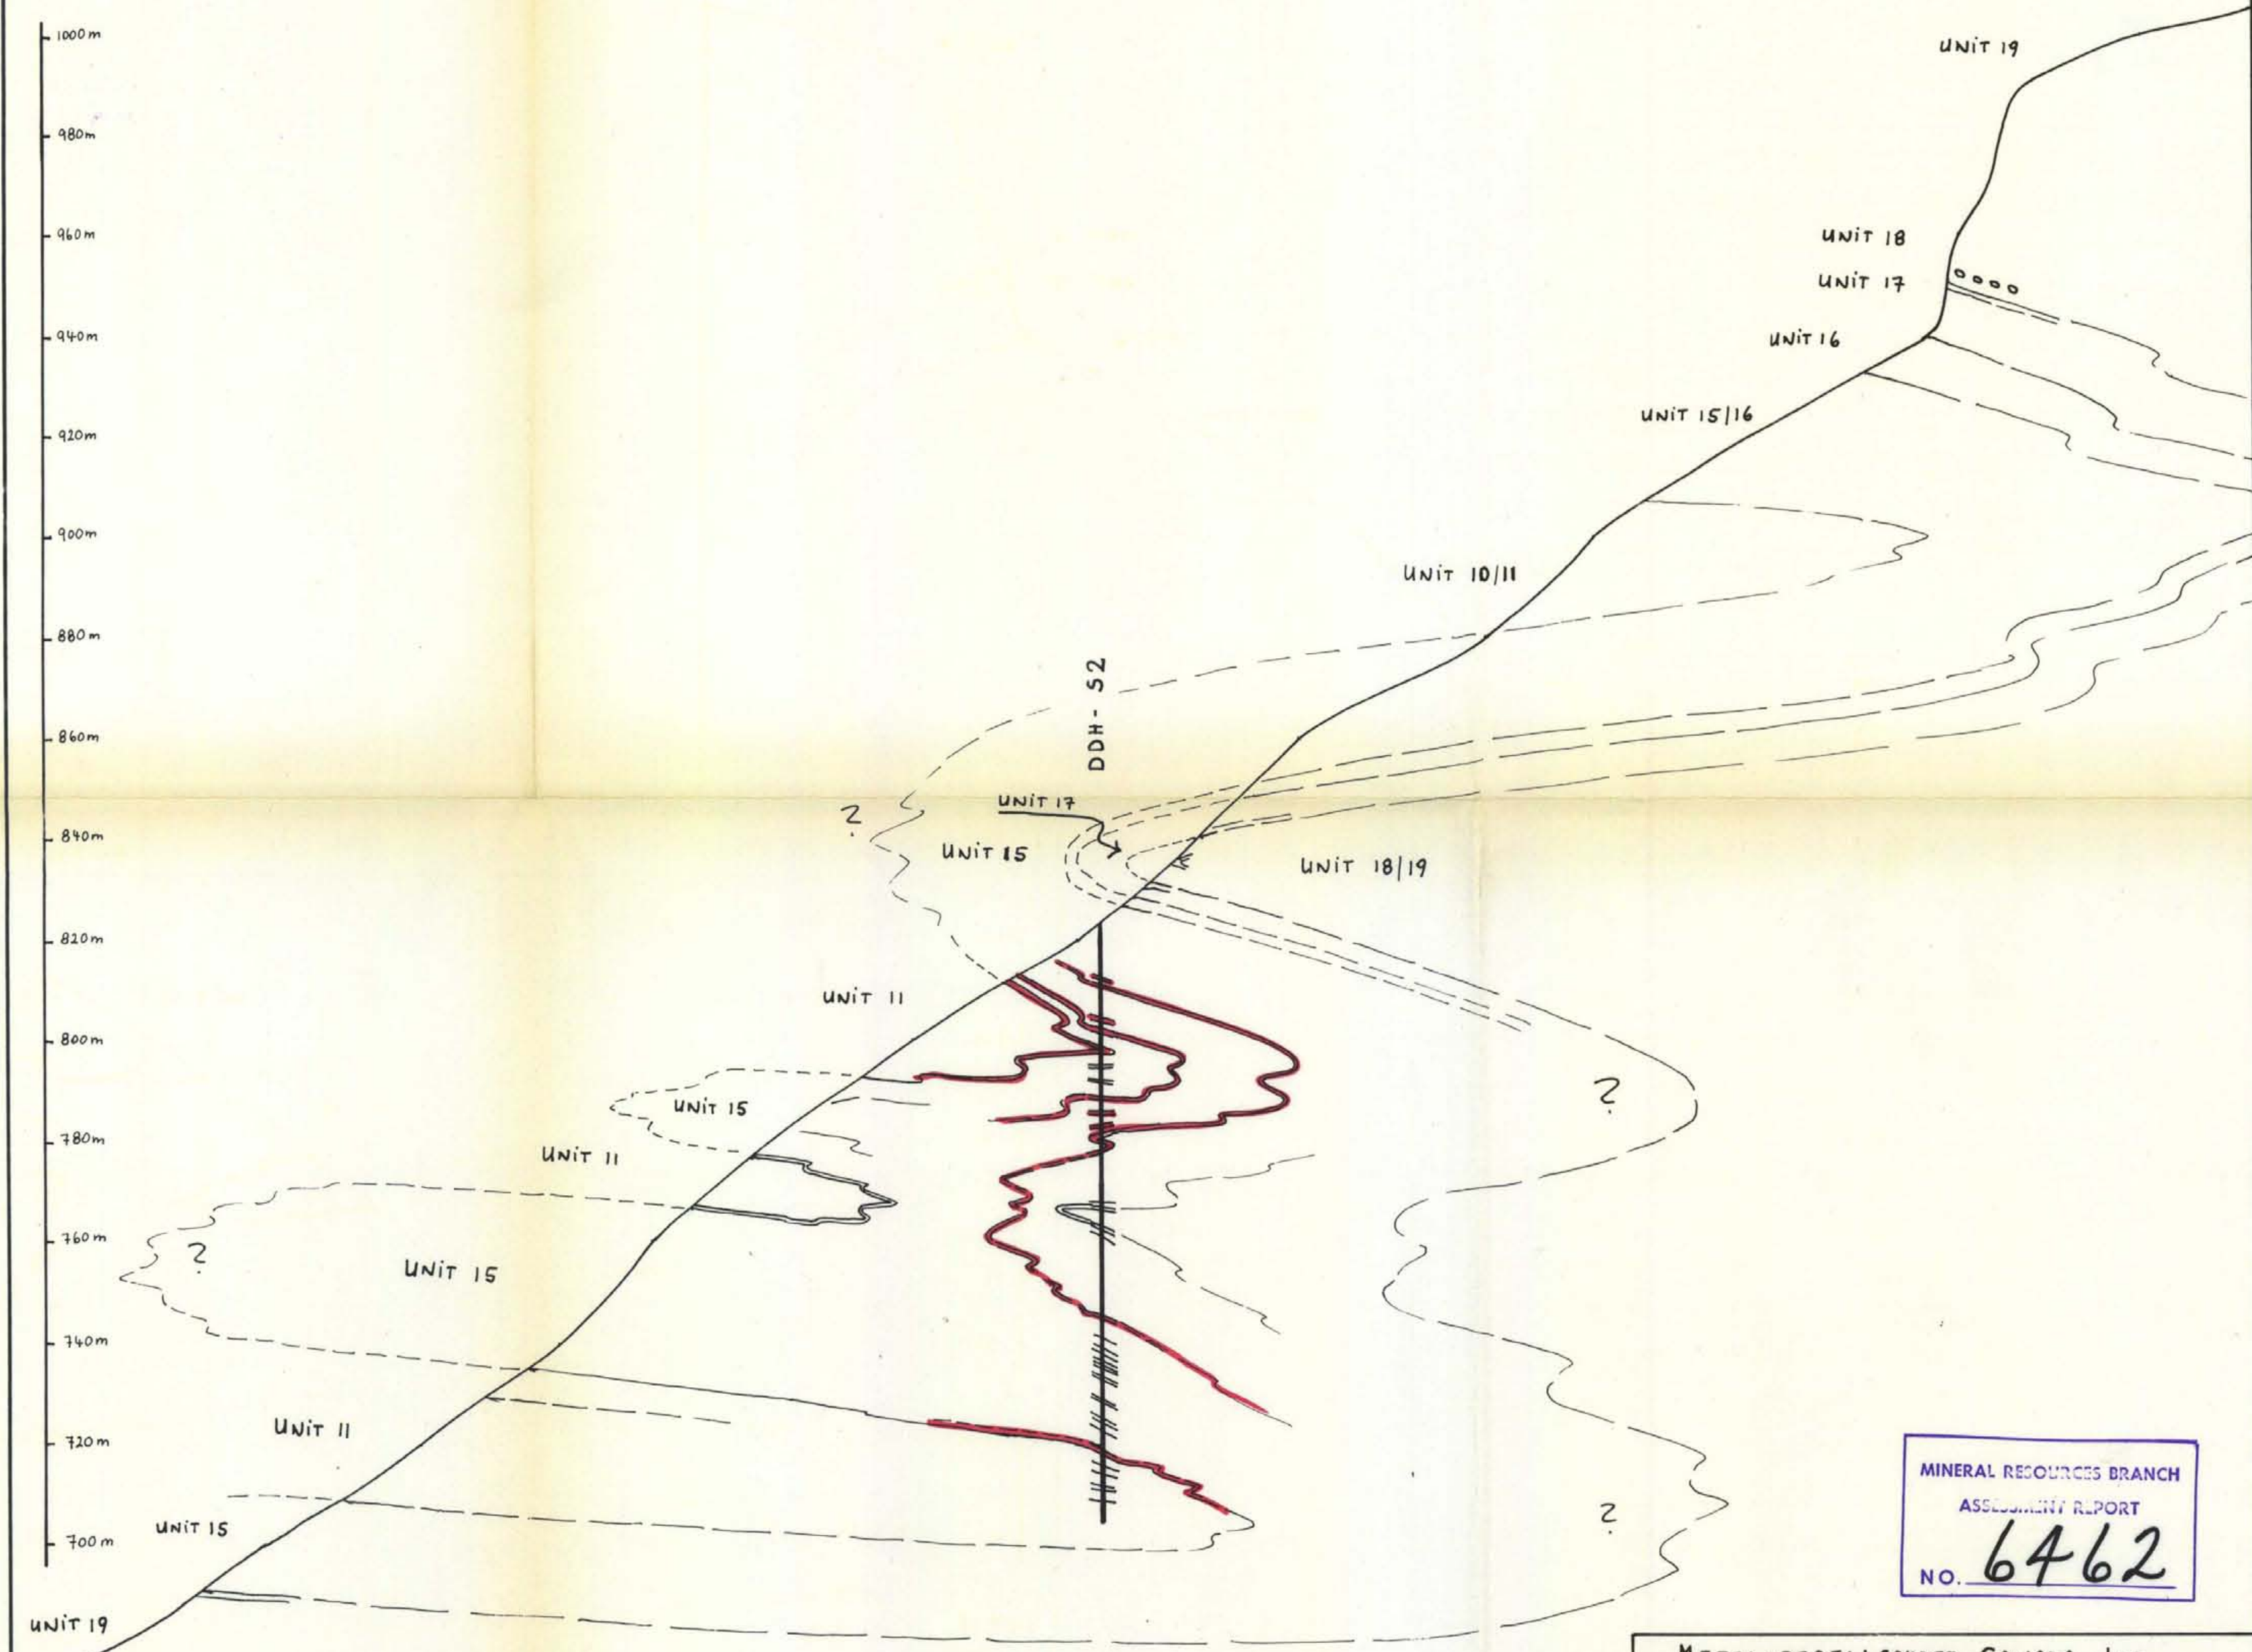 1000m
UNiT 19
980m
960m
UNiT 18
UNiT 17
940m
UNiT 16
920m
UNiT 15/16
900m
UNiT 10/11
880m
DDH- 52
860m
UNiT 17
?
840m
UNiT 15
UNiT 18/19
820m
UNiT 11
800m
?
UNiT 15
780m
UNiT 11
760m
?
UNiT 15
740m
UNiT 11
720m
MINERAL RESOURCES BRANCH
ASSESSMENT REPORT
NO. 6462
?
UNiT 15
700m
UNiT 19